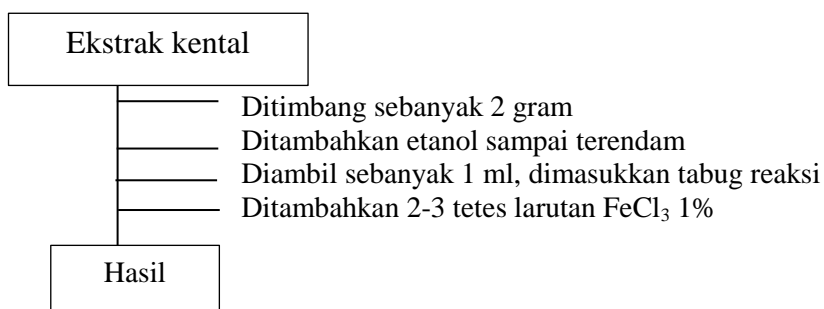 Ekstrak kental
Ditimbang sebanyak 2 gram
Ditambahkan etanol sampai terendam
Diambil sebanyak 1 ml, dimasukkan tabug reaksi
Ditambahkan 2-3 tetes larutan FeCl₃ 1%
Hasil